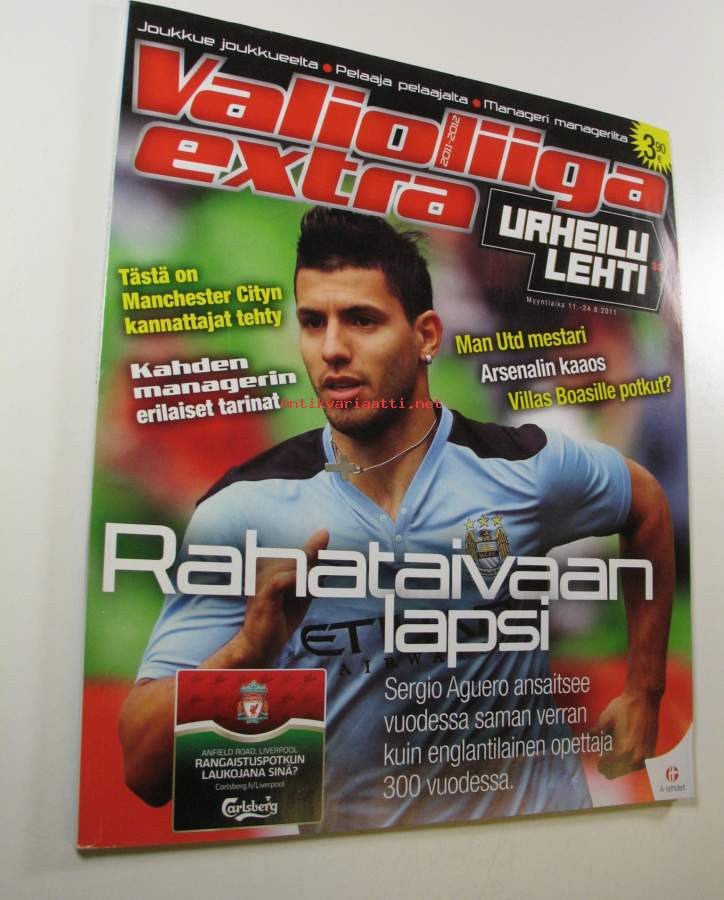 Joukkue joukkueelta • Pelaaja pelaajalta • Manageri managerilta
3,90 €
Valioliiga
extra
2011-2012
URHEILU
LEHTI
32
Myyntiaika 11.-24.8.2011
Tästä on
Manchester Cityn
kannattajat tehty
Kahden
managerin
erilaiset tarinat
Man Utd mestari
Arsenalin kaaos
Villas Boasille potkut?
Antikvariaatti.net
M.C.F.C.
Rahataivaan
lapsi
Sergio Aguero ansaitsee
vuodessa saman verran
kuin englantilainen opettaja
300 vuodessa.
ANFIELD ROAD, LIVERPOOL.
RANGAISTUSPOTKUN
LAUKOJANA SINÄ?
Carlsberg.fi/Liverpool
Carlsberg
A-lehdet